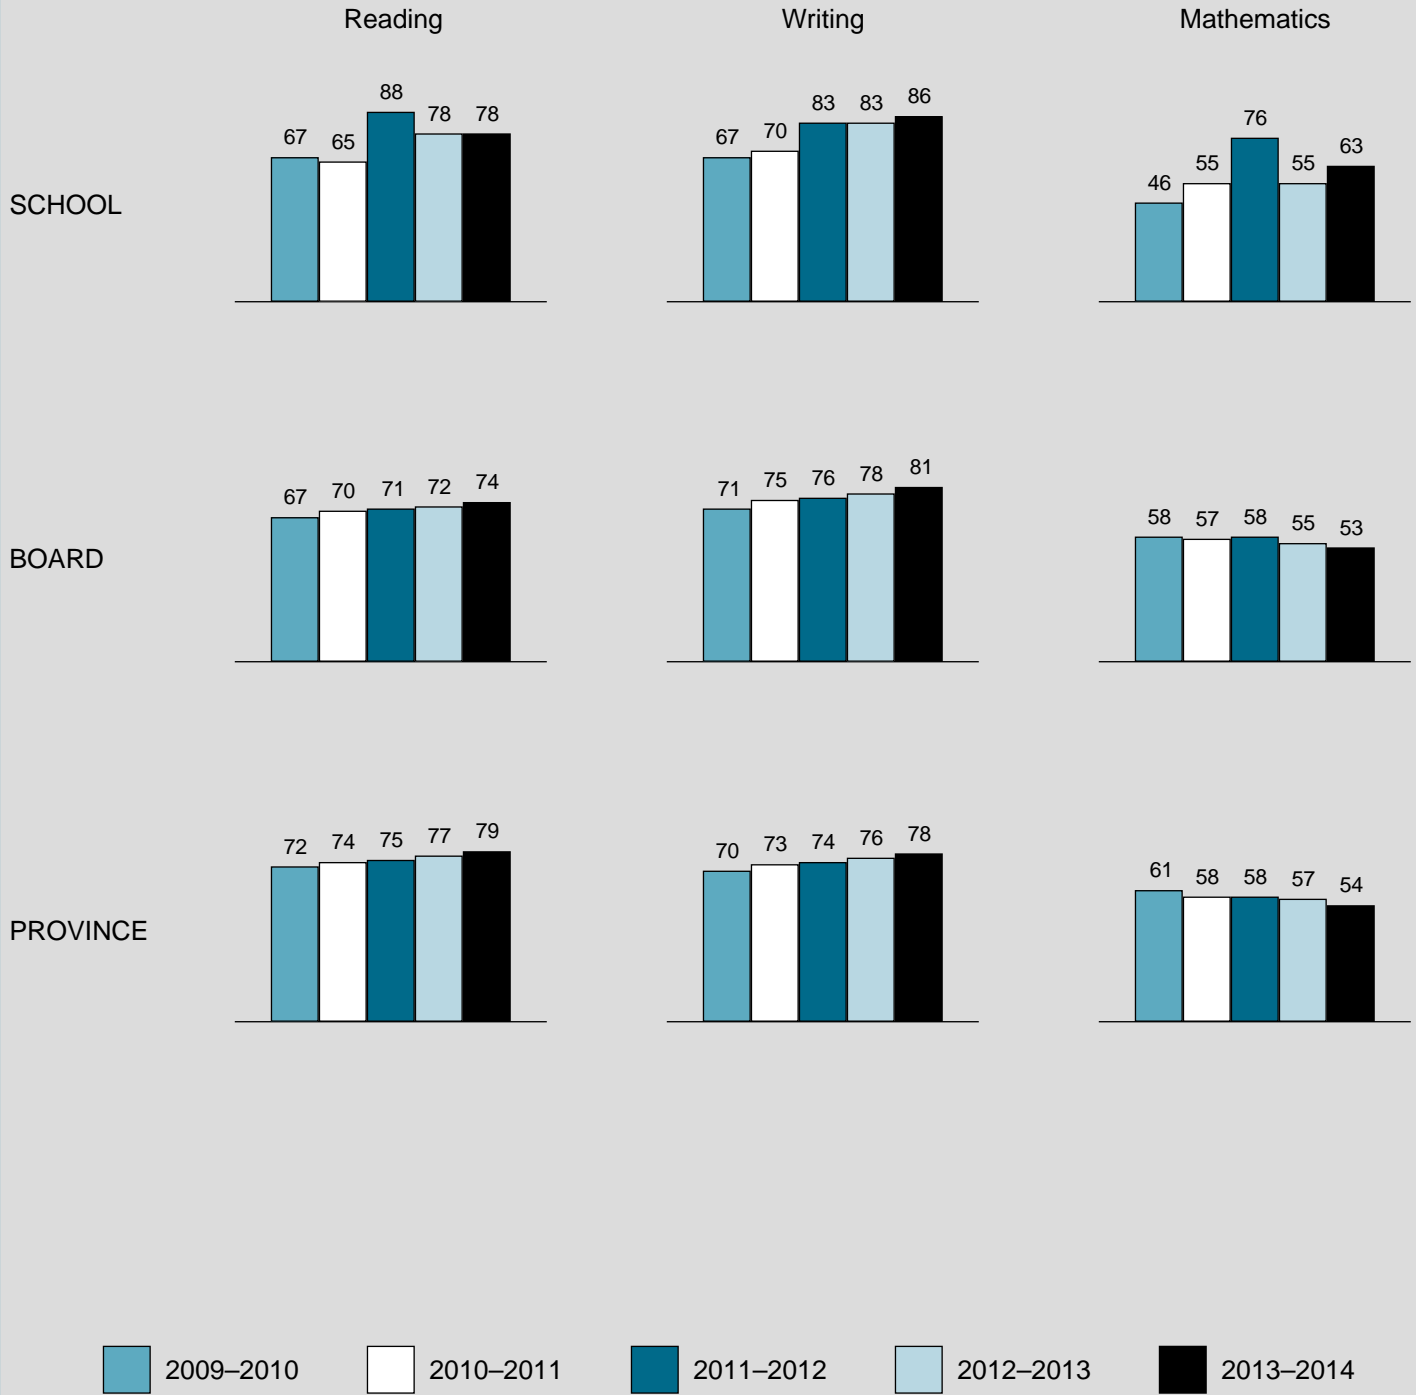 Reading Writing Mathematics
88
78 78
67
65
83 83 86
67 70
76
63
55 55
46
SCHOOL
67 70 71 72 74
71 75 76 78 81
58 57 58 55 53
BOARD
72 74 75 77 79
70 73 74 76 78
61 58 58 57 54
PROVINCE
2009–2010 2010–2011 2011–2012 2012–2013 2013–2014